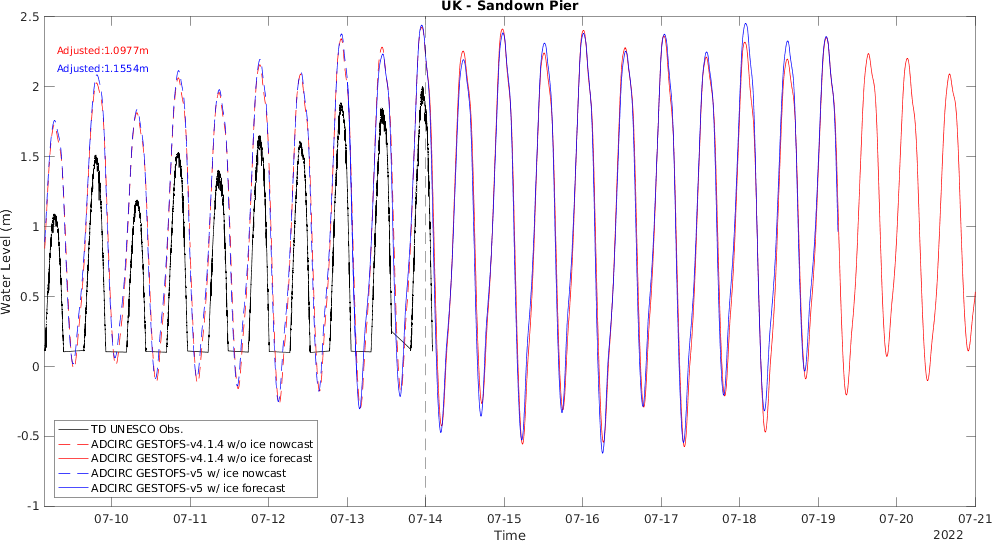 UK - Sandown Pier
Adjusted:1.0977m
Adjusted:1.1554m
Water Level (m)
2.5
2
1.5
1
0.5
0
-0.5
-1
TD UNESCO Obs.
ADCIRC GESTOFS-v4.1.4 w/o ice nowcast
ADCIRC GESTOFS-v4.1.4 w/o ice forecast
ADCIRC GESTOFS-v5 w/ ice nowcast
ADCIRC GESTOFS-v5 w/ ice forecast
07-10 07-11 07-12 07-13 07-14 07-15 07-16 07-17 07-18 07-19 07-20 07-21
Time
2022